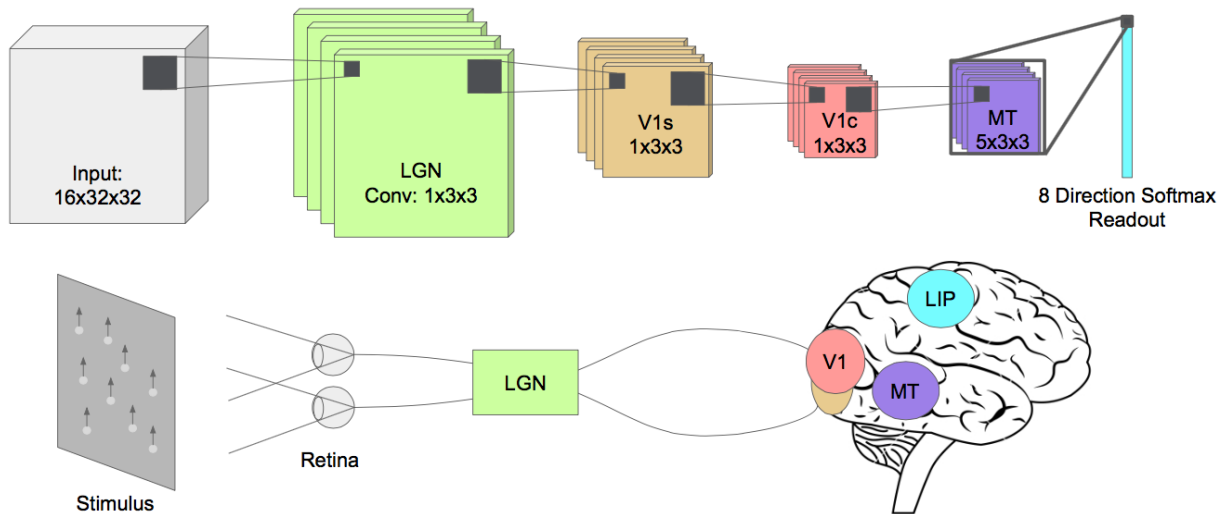 Input:
16x32x32
LGN
Conv: 1x3x3
V1s
1x3x3
V1c
1x3x3
MT
5x3x3
8 Direction Softmax
Readout
Stimulus
Retina
LGN
LIP
V1
MT